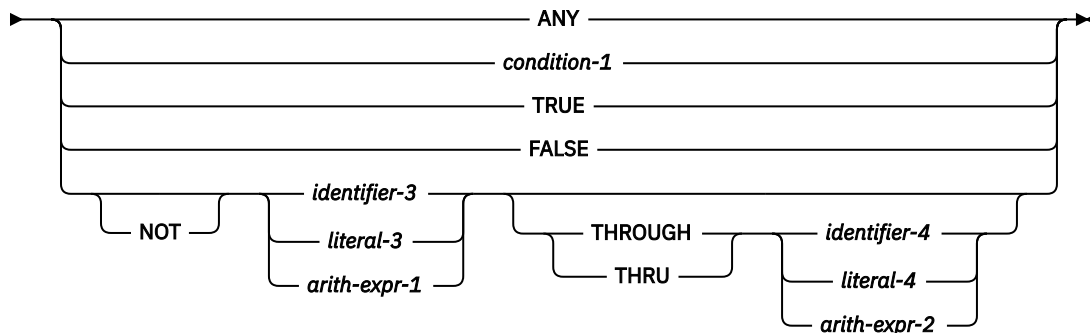 ANY
condition-1
TRUE
FALSE
identifier-3
NOT
literal-3
THROUGH
identifier-4
arith-expr-1
THRU
literal-4
arith-expr-2